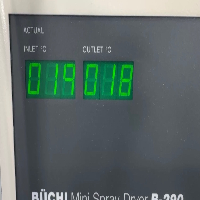 ACTUAL
INLET °C OUTLET °C
019 018
BÜCHI Mini Spray Dryer B-290